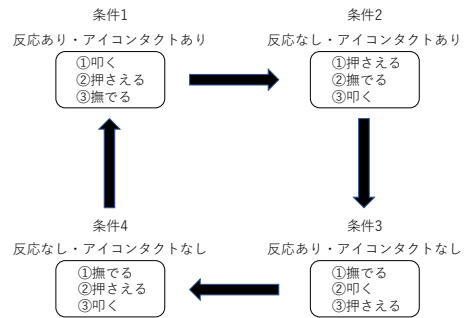 条件1
反応あり・アイコンタクトあり
①叩く
②押さえる
③撫でる
条件2
反応なし・アイコンタクトあり
①押さえる
②撫でる
③叩く
条件4
反応なし・アイコンタクトなし
①撫でる
②押さえる
③叩く
条件3
反応あり・アイコンタクトなし
①撫でる
②叩く
③押さえる